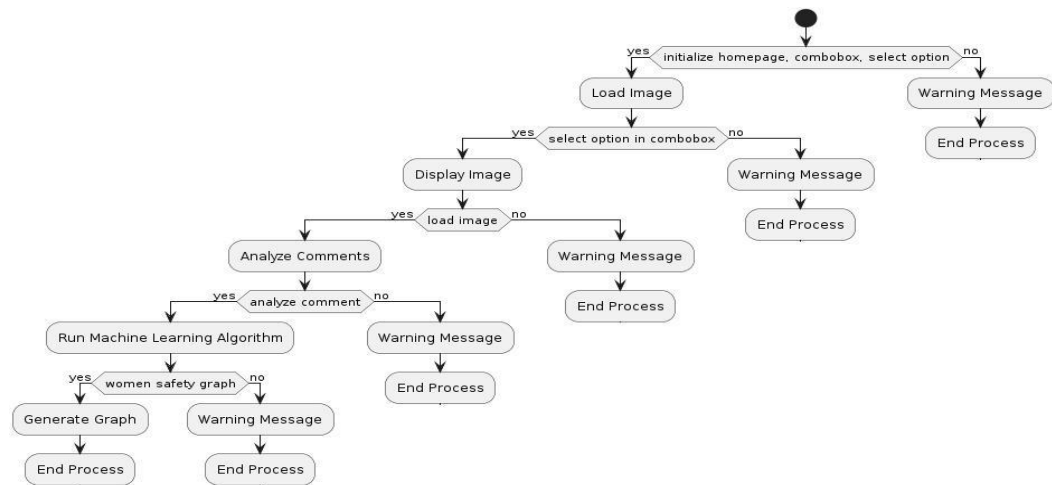 yes
initialize homepage, combobox, select option
no
Load Image
Warning Message
yes
select option in combobox
no
End Process
Display Image
Warning Message
yes
load image
no
End Process
Analyze Comments
Warning Message
yes
analyze comment
no
End Process
Run Machine Learning Algorithm
Warning Message
yes
women safety graph
no
End Process
Generate Graph
Warning Message
End Process
End Process